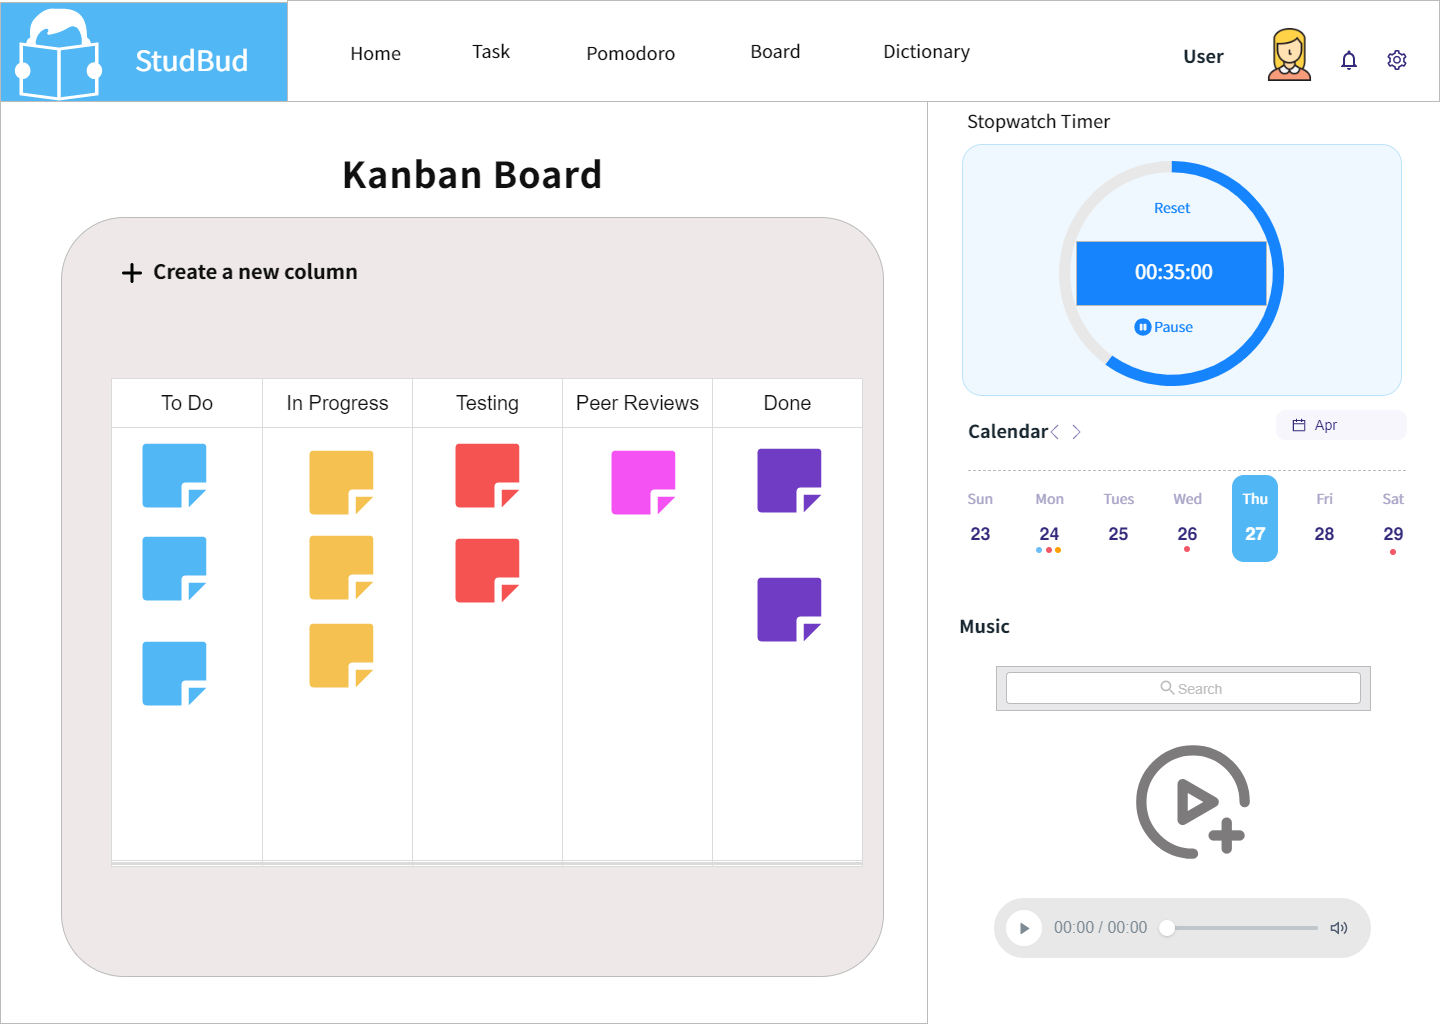 StudBud
Home Task Pomodoro Board Dictionary User
Stopwatch Timer
Kanban Board
Reset
00:35:00
Pause
Create a new column
To Do In Progress Testing Peer Reviews Done
Calendar < > Apr
Sun Mon Tues Wed Thu Fri Sat
23 24 25 26 27 28 29
Music
Search
00:00 / 00:00